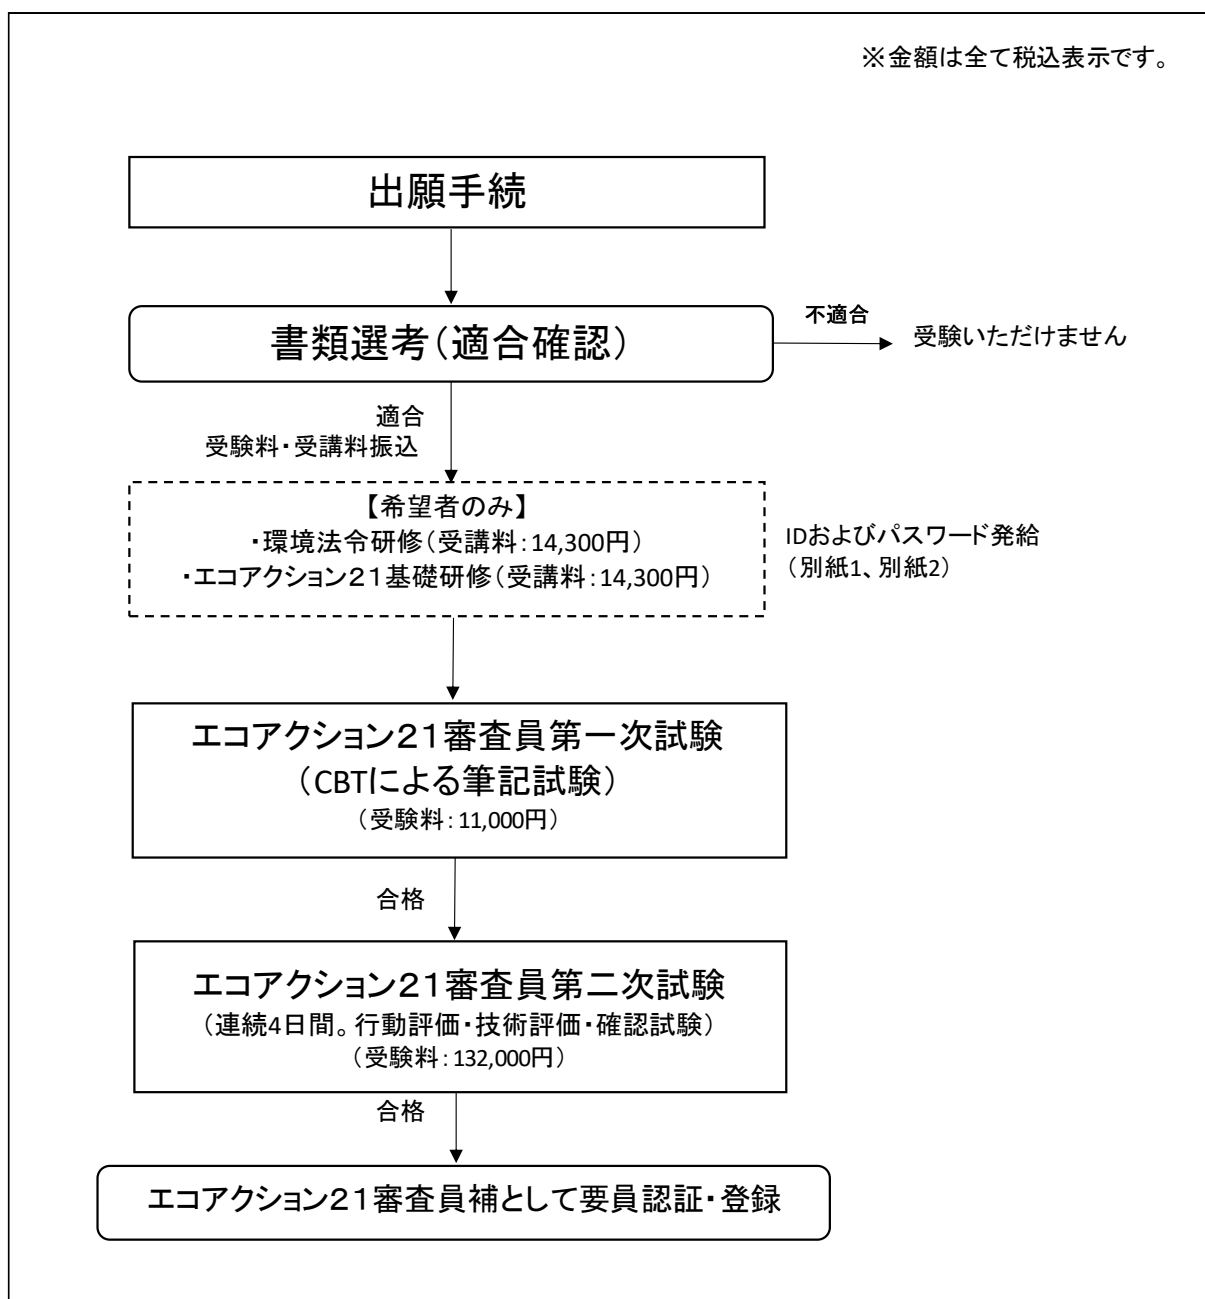 ※金額は全て税込表示です。
出願手続
書類選考（適合確認）
不適合
受験いただけません
適合
受験料・受講料振込
【希望者のみ】
・環境法令研修（受講料：14,300円）
・エコアクション２１基礎研修（受講料：14,300円）
IDおよびパスワード発給
（別紙1、別紙2）
エコアクション２１審査員第一次試験
（CBTによる筆記試験）
（受験料：11,000円）
合格
エコアクション２１審査員第二次試験
（連続4日間。行動評価・技術評価・確認試験）
（受験料：132,000円）
合格
エコアクション２１審査員補として要員認証・登録